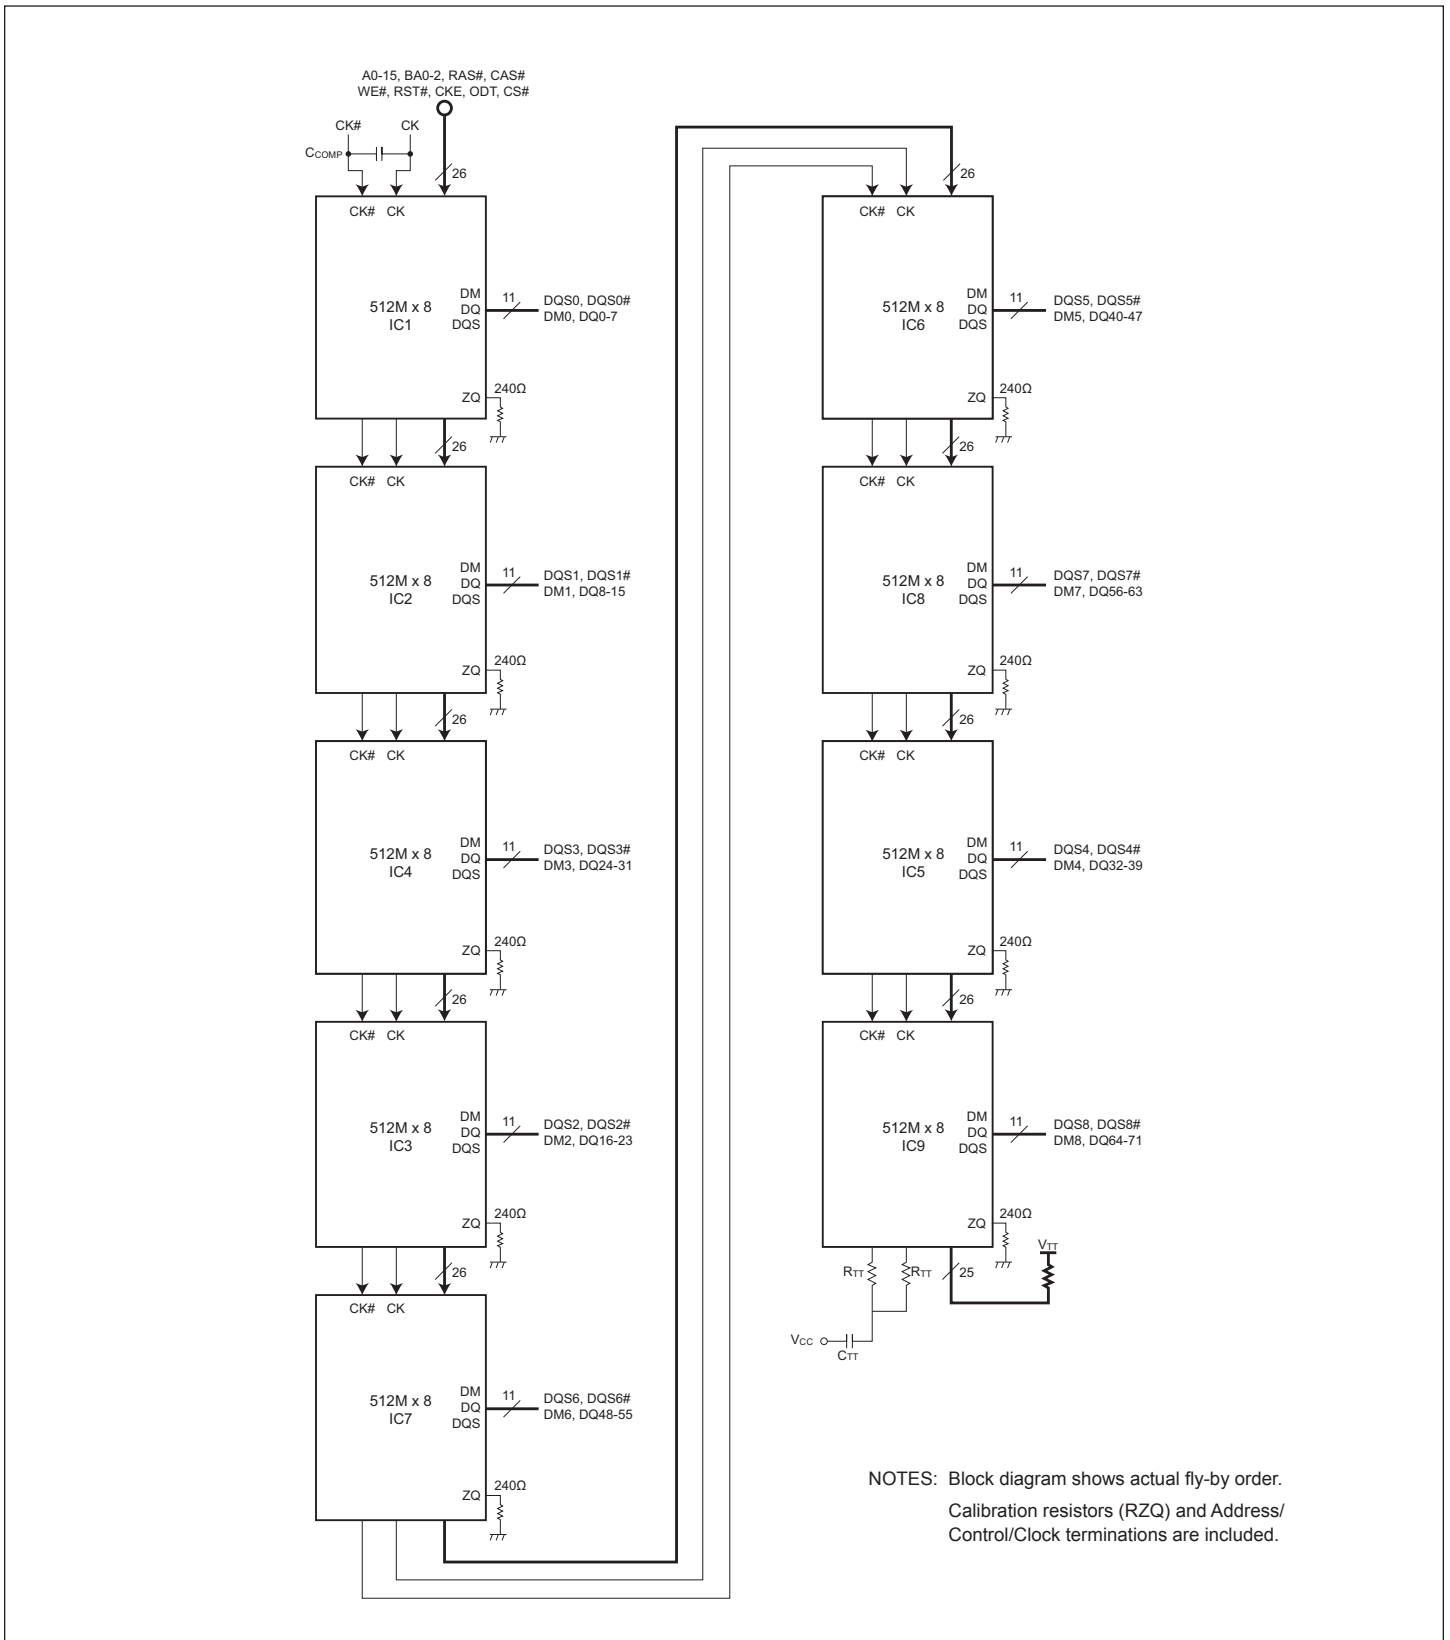 A0-15, BA0-2, RAS#, CAS#
WE#, RST#, CKE, ODT, CS#
CK# CK
CCOMP
26
CK# CK
512M x 8
IC1
DM
DQ
DQS
11
DQS0, DQS0#
DM0, DQ0-7
ZQ
240Ω
26
CK# CK
512M x 8
IC2
DM
DQ
DQS
11
DQS1, DQS1#
DM1, DQ8-15
ZQ
240Ω
26
CK# CK
512M x 8
IC4
DM
DQ
DQS
11
DQS3, DQS3#
DM3, DQ24-31
ZQ
240Ω
26
CK# CK
512M x 8
IC3
DM
DQ
DQS
11
DQS2, DQS2#
DM2, DQ16-23
ZQ
240Ω
26
CK# CK
512M x 8
IC7
DM
DQ
DQS
11
DQS6, DQS6#
DM6, DQ48-55
ZQ
240Ω
26
CK# CK
512M x 8
IC6
DM
DQ
DQS
11
DQS5, DQS5#
DM5, DQ40-47
ZQ
240Ω
26
CK# CK
512M x 8
IC8
DM
DQ
DQS
11
DQS7, DQS7#
DM7, DQ56-63
ZQ
240Ω
26
CK# CK
512M x 8
IC5
DM
DQ
DQS
11
DQS4, DQS4#
DM4, DQ32-39
ZQ
240Ω
26
CK# CK
512M x 8
IC9
DM
DQ
DQS
11
DQS8, DQS8#
DM8, DQ64-71
ZQ
240Ω
RTT
RTT
25
VTT
VCC
CTT
NOTES: Block diagram shows actual fly-by order.
Calibration resistors (RZQ) and Address/
Control/Clock terminations are included.